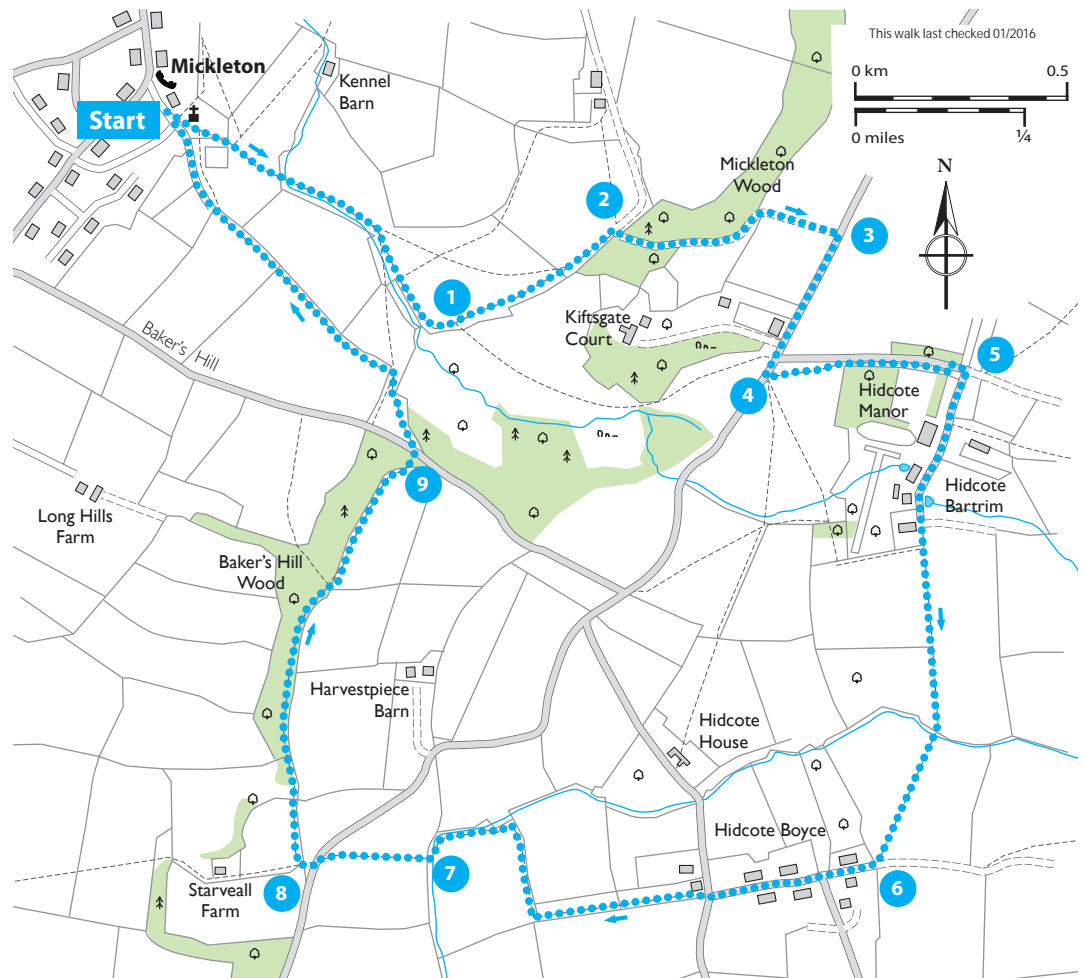 This walk last checked 01/2016
0 km
0.5
0 miles
¼
N
Mickleton
Start
Kennel
Barn
Mickleton
Wood
2
3
1
Kiftsgate
Court
Baker's Hill
4
5
Hidcote
Manor
9
Hidcote
Bartrim
Long Hills
Farm
Baker's Hill
Wood
Harvestpiece
Barn
Hidcote
House
Hidcote Boyce
7
6
8
Starveall
Farm